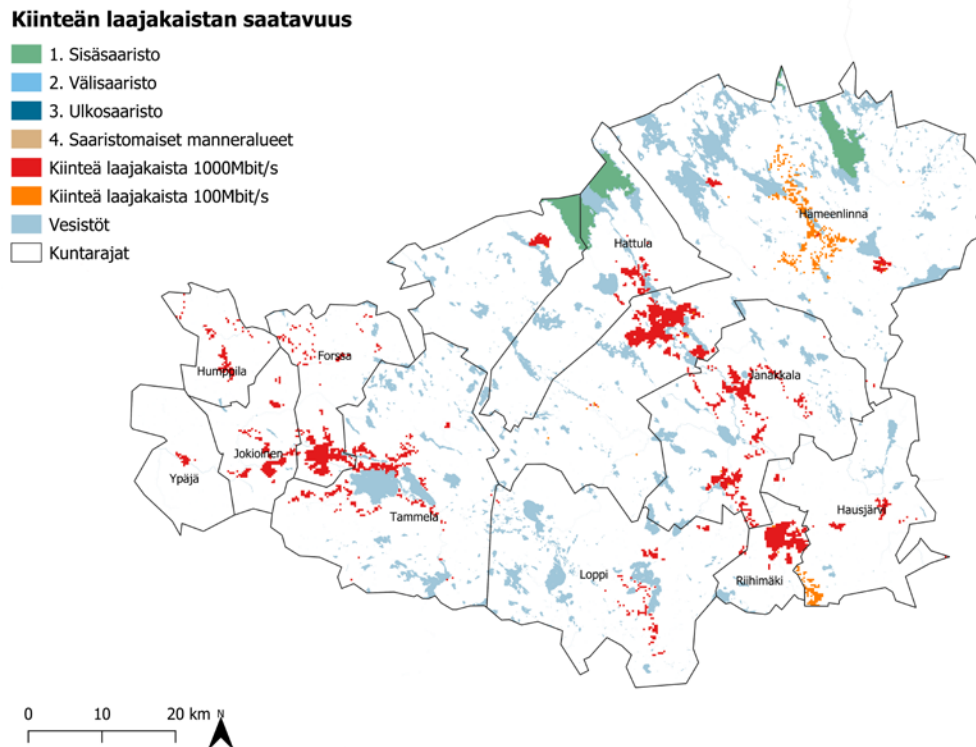 Kiinteän laajakaistan saatavuus
1. Sisäsaaristo
2. Välisaaristo
3. Ulkosaaristo
4. Saaristomaiset manneralueet
Kiinteä laajakaista 1000Mbit/s
Kiinteä laajakaista 100Mbit/s
Vesistöt
Kuntarajat
Hämeenlinna
Hattula
Forssa
Humppila
Janakkala
Jokioinen
Ypäjä
Tammela
Hausjärvi
Loppi
Riihimäki
0 10 20 km
N